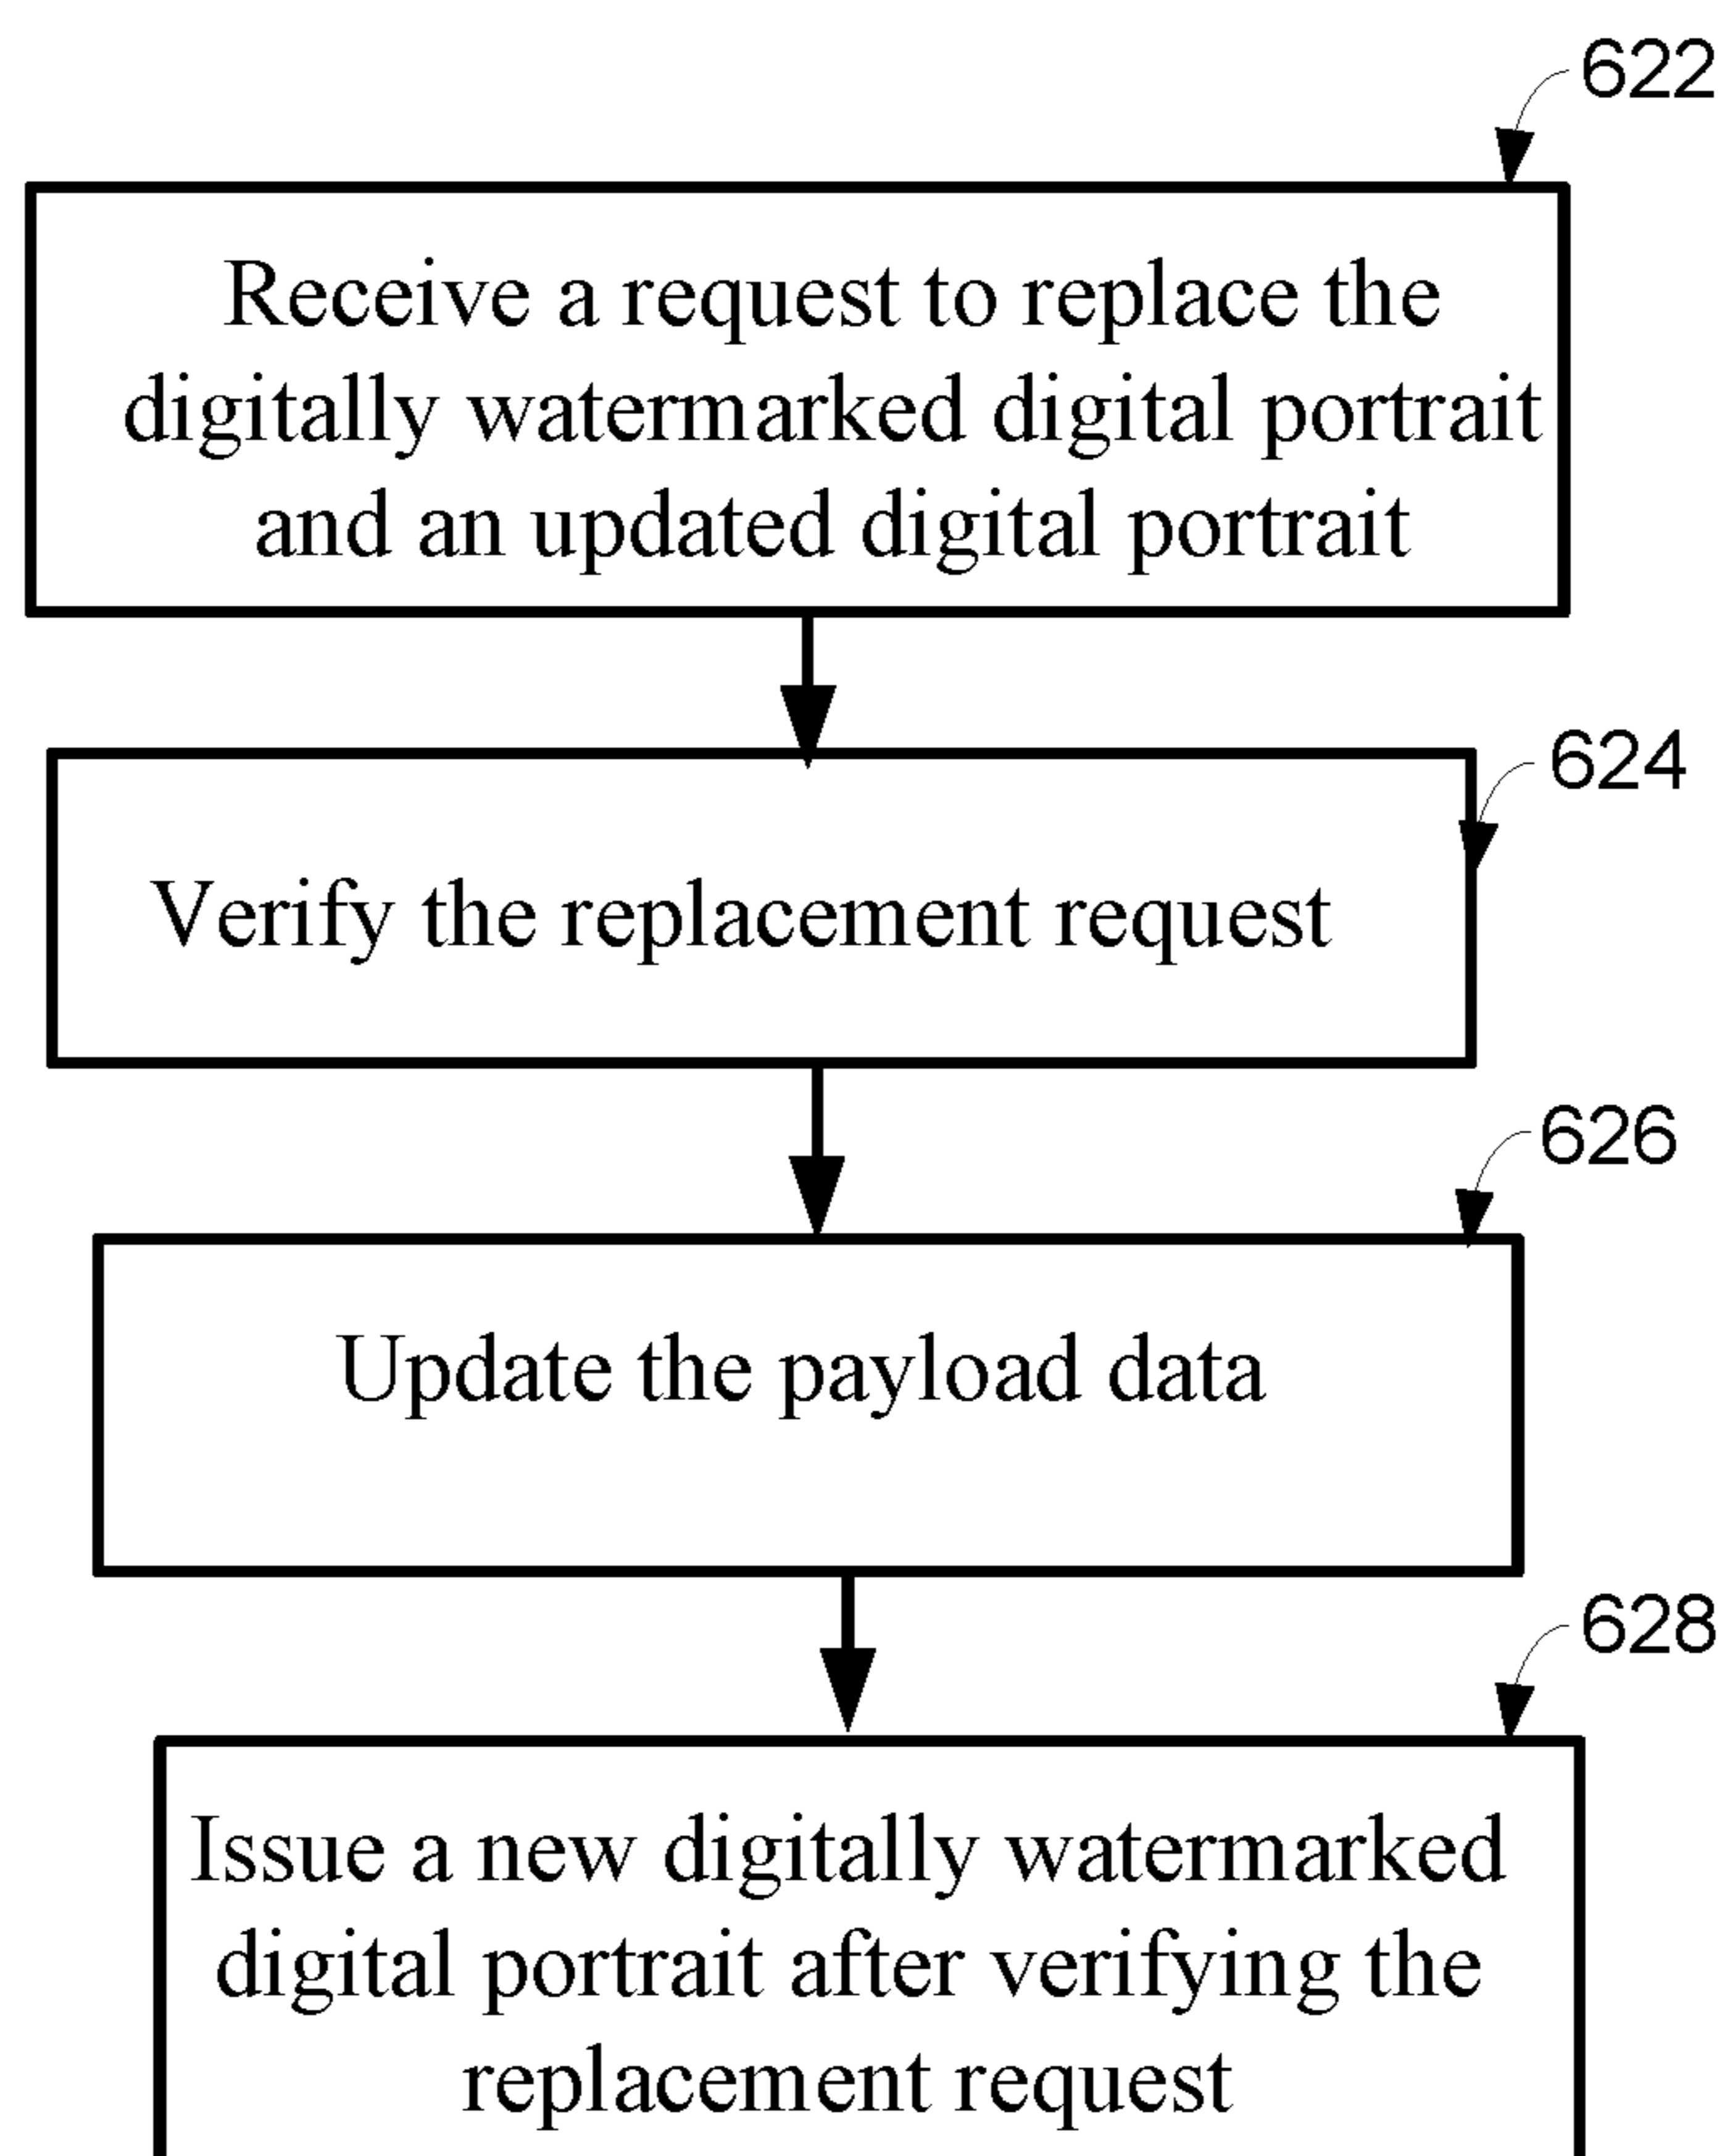 622
Receive a request to replace the
digitally watermarked digital portrait
and an updated digital portrait
624
Verify the replacement request
626
Update the payload data
628
Issue a new digitally watermarked
digital portrait after verifying the
replacement request